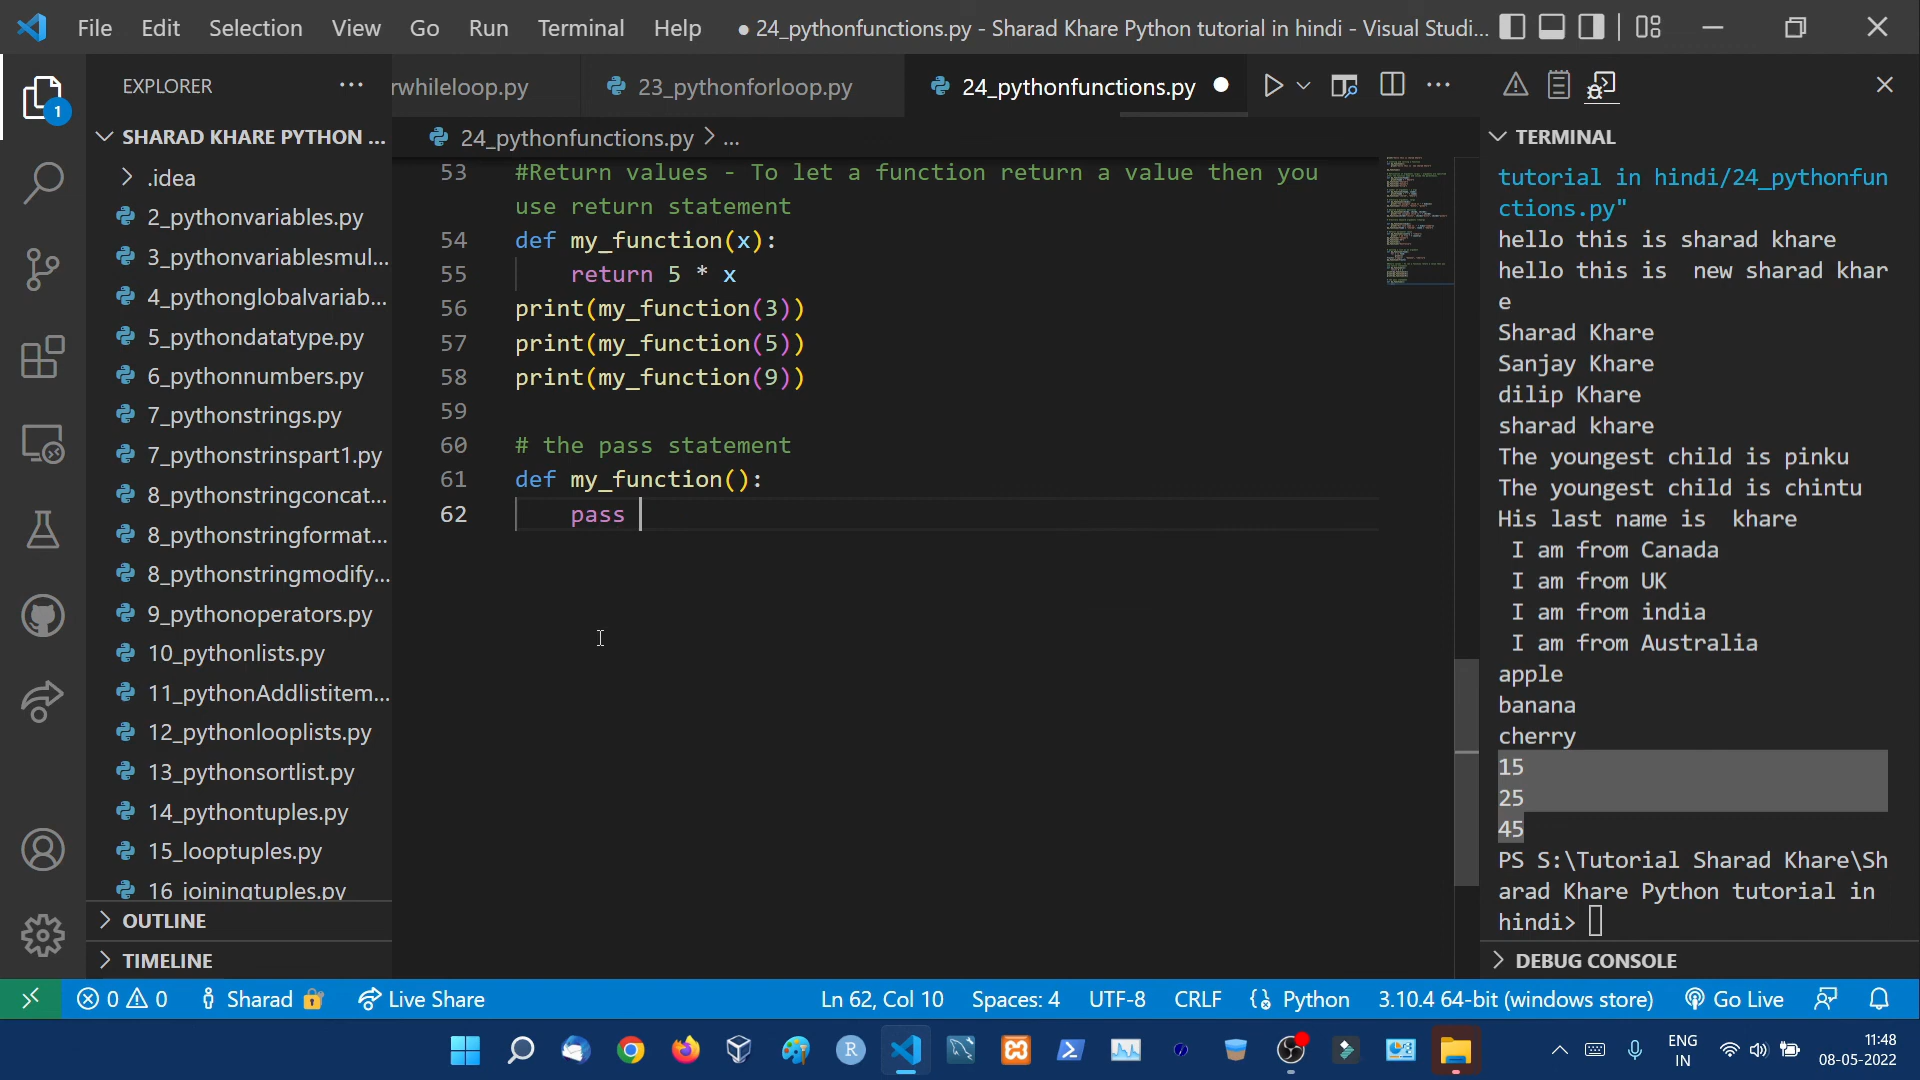 File Edit Selection View Go Run Terminal Help ● 24_pythonfunctions.py - Sharad Khare Python tutorial in hindi - Visual Studi...
EXPLORER ...
rwhileloop.py 23_pythonforloop.py 24_pythonfunctions.py
SHARAD KHARE PYTHON ...
.idea
2_pythonvariables.py
3_pythonvariablesmul...
4_pythonglobalvariab...
5_pythondatatype.py
6_pythonnumbers.py
7_pythonstrings.py
7_pythonstrinspart1.py
8_pythonstringconcat...
8_pythonstringformat...
8_pythonstringmodify...
9_pythonoperators.py
10_pythonlists.py
11_pythonAddlistitem...
12_pythonlooplists.py
13_pythonsortlist.py
14_pythontuples.py
15_looptuples.py
16_joiningtuples.py
OUTLINE
TIMELINE
24_pythonfunctions.py > ...
53 #Return values - To let a function return a value then you
use return statement
54 def my_function(x):
55 return 5 * x
56 print(my_function(3))
57 print(my_function(5))
58 print(my_function(9))
59
60 # the pass statement
61 def my_function():
62 pass
TERMINAL
tutorial in hindi/24_pythonfun
ctions.py"
hello this is sharad khare
hello this is  new sharad khar
e
Sharad Khare
Sanjay Khare
dilip Khare
sharad khare
The youngest child is pinku
The youngest child is chintu
His last name is  khare
I am from Canada
I am from UK
I am from india
I am from Australia
apple
banana
cherry
15
25
45
PS S:\Tutorial Sharad Khare\Sh
arad Khare Python tutorial in
hindi>
DEBUG CONSOLE
1
0 0 Sharad Live Share Ln 62, Col 10 Spaces: 4 UTF-8 CRLF Python 3.10.4 64-bit (windows store) Go Live
R
ENG
IN
11:48
08-05-2022